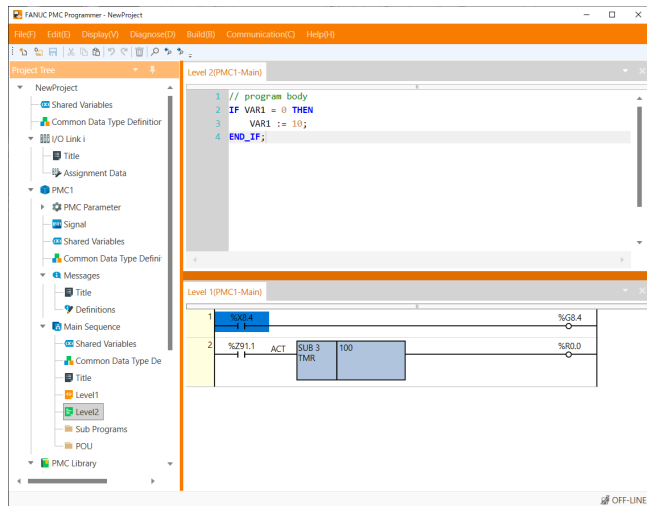 FANUC PMC Programmer - NewProject
File(F) Edit(E) Display(V) Diagnose(D) Build(B) Communication(C) Help(H)
Project Tree
NewProject
Shared Variables
Common Data Type Definition
I/O Link i
Title
Assignment Data
PMC1
PMC Parameter
Signal
Shared Variables
Common Data Type Defini
Messages
Title
Definitions
Main Sequence
Shared Variables
Common Data Type De
Title
Level1
Level2
Sub Programs
POU
PMC Library
Level 2(PMC1-Main)
1 // program body
2 IF VAR1 = 0 THEN
3 VAR1 := 10;
4 END_IF;
Level 1(PMC1-Main)
1 %X8.4 %G8.4
2 %Z91.1 ACT SUB 3 100 %R0.0
TMR
OFF-LINE